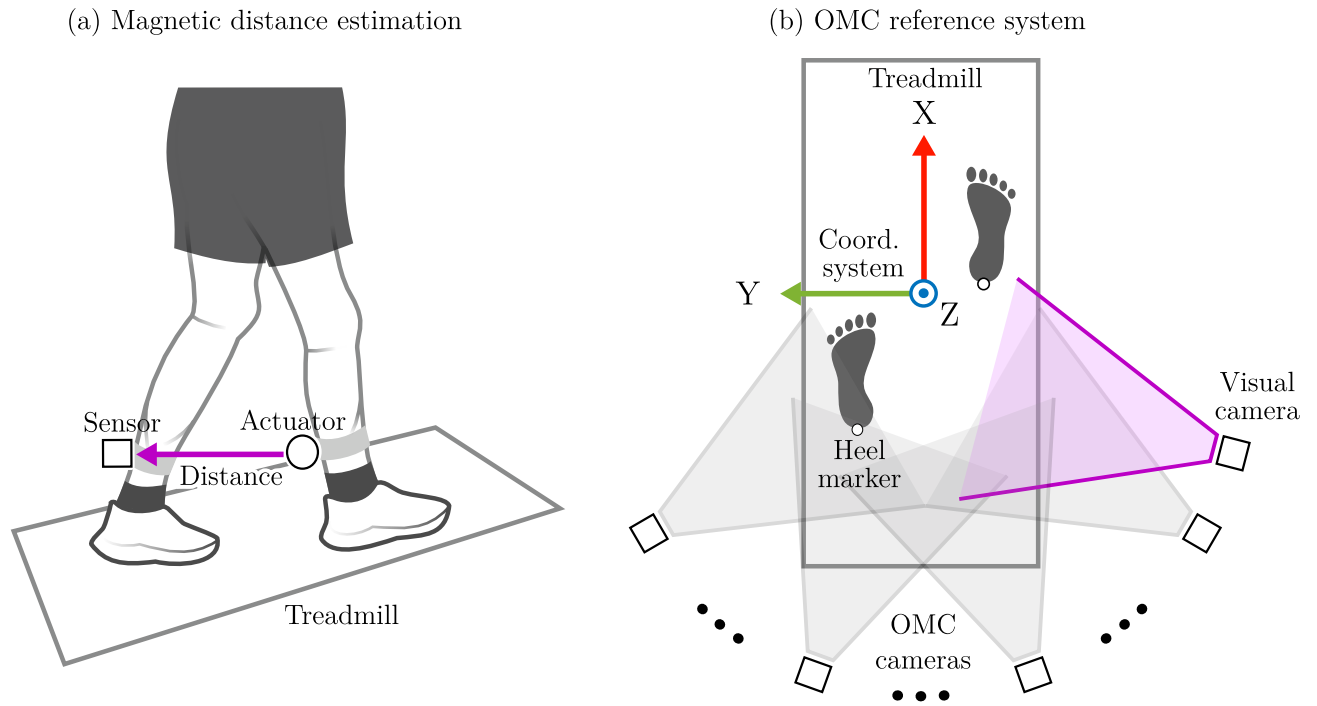 (a) Magnetic distance estimation
Sensor
Actuator
Distance
Treadmill
(b) OMC reference system
Treadmill
X
Coord.
system
Y
Z
Visual
camera
Heel
marker
OMC
cameras